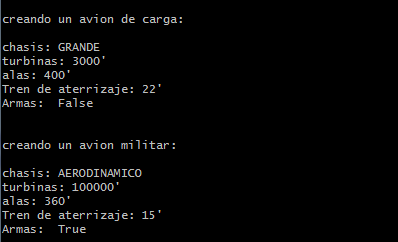 creando un avion de carga:
chasis: GRANDE
turbinas: 3000'
alas: 400'
Tren de aterrizaje: 22'
Armas:  False
creando un avion militar:
chasis: AERODINAMICO
turbinas: 100000'
alas: 360'
Tren de aterrizaje: 15'
Armas:  True